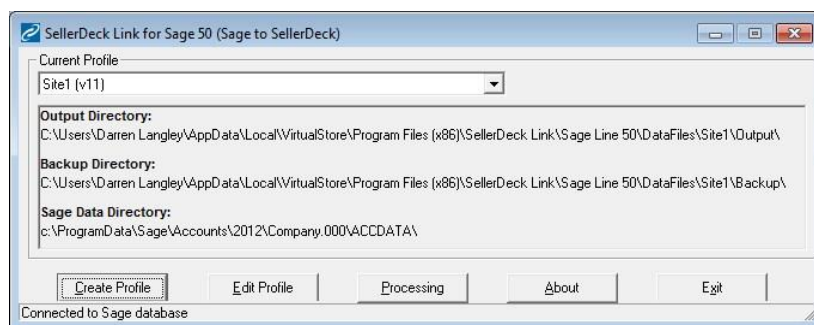 SellerDeck Link for Sage 50 (Sage to SellerDeck)
Current Profile
Site1 (v11)
Output Directory:
C:\Users\Darren Langley\AppData\Local\VirtualStore\Program Files (x86)\SellerDeck Link\Sage Line 50\DataFiles\Site1\Output\
Backup Directory:
C:\Users\Darren Langley\AppData\Local\VirtualStore\Program Files (x86)\SellerDeck Link\Sage Line 50\DataFiles\Site1\Backup\
Sage Data Directory:
c:\ProgramData\Sage\Accounts\2012\Company.000\ACCDATA\
Create Profile Edit Profile Processing About Exit
Connected to Sage database